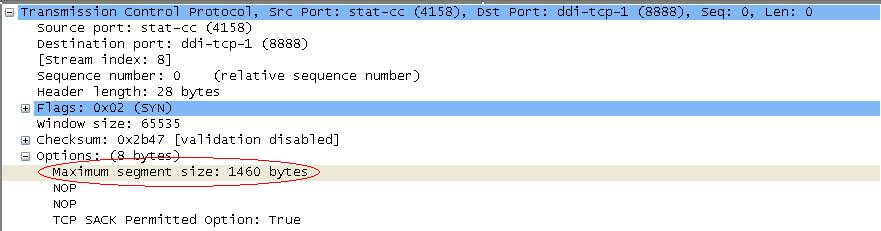 Transmission Control Protocol, Src Port: stat-cc (4158), Dst Port: ddi-tcp-1 (8888), Seq: 0, Len: 0
Source port: stat-cc (4158)
Destination port: ddi-tcp-1 (8888)
[Stream index: 8]
Sequence number: 0    (relative sequence number)
Header length: 28 bytes
Flags: 0x02 (SYN)
Window size: 65535
Checksum: 0x2b47 [validation disabled]
Options: (8 bytes)
Maximum segment size: 1460 bytes
NOP
NOP
TCP SACK Permitted Option: True